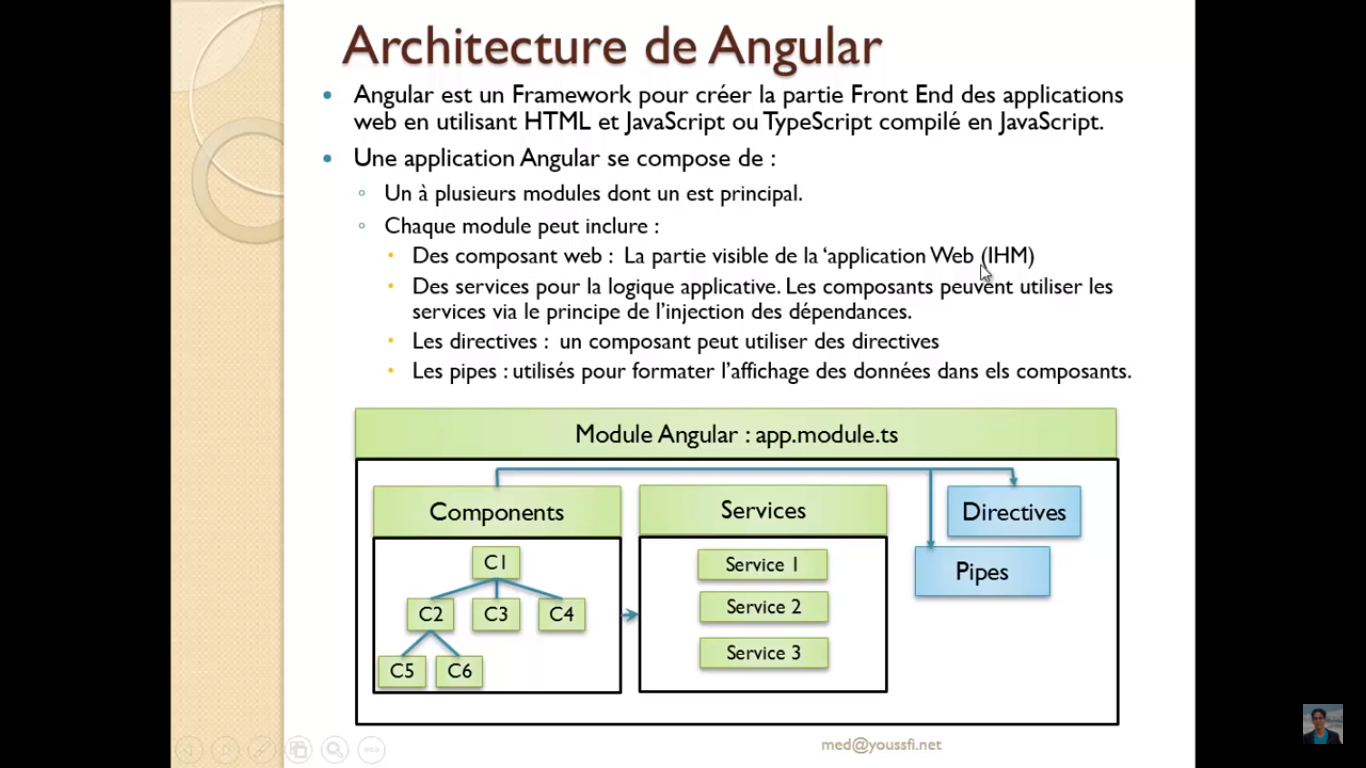 Architecture de Angular
• Angular est un Framework pour créer la partie Front End des applications
web en utilisant HTML et JavaScript ou TypeScript compilé en JavaScript.
• Une application Angular se compose de :
◦ Un à plusieurs modules dont un est principal.
◦ Chaque module peut inclure :
• Des composant web : La partie visible de la ‘application Web (IHM)
• Des services pour la logique applicative. Les composants peuvent utiliser les
services via le principe de l’injection des dépendances.
• Les directives : un composant peut utiliser des directives
• Les pipes : utilisés pour formater l’affichage des données dans els composants.
Module Angular : app.module.ts
Components
C1
C2
C3
C4
C5
C6
Services
Service 1
Service 2
Service 3
Directives
Pipes
med@youssfi.net